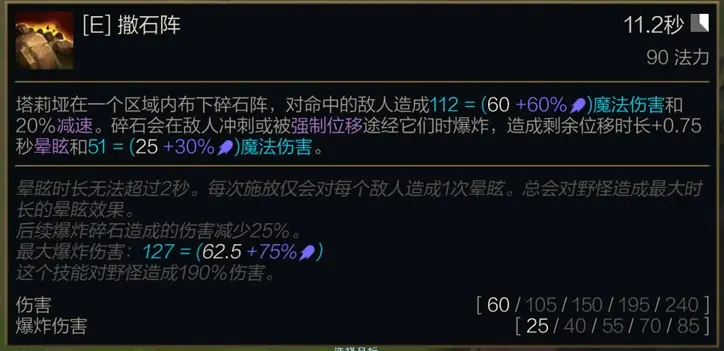 [E] 撒石阵 11.2秒
90 法力
塔莉垭在一个区域内布下碎石阵，对命中的敌人造成112 = (60 +60%)魔法伤害和
20%减速。碎石会在敌人冲刺或被强制位移途经它们时爆炸，造成剩余位移时长+0.75
秒晕眩和51 = (25 +30%)魔法伤害。
晕眩时长无法超过2秒。每次施放仅会对每个敌人造成1次晕眩。总会对野怪造成最大时
长的晕眩效果。
后续爆炸碎石造成的伤害减少25%。
最大爆炸伤害：127 = (62.5 +75%)
这个技能对野怪造成190%伤害。
伤害 [ 60 / 105 / 150 / 195 / 240 ]
爆炸伤害 [ 25 / 40 / 55 / 70 / 85 ]